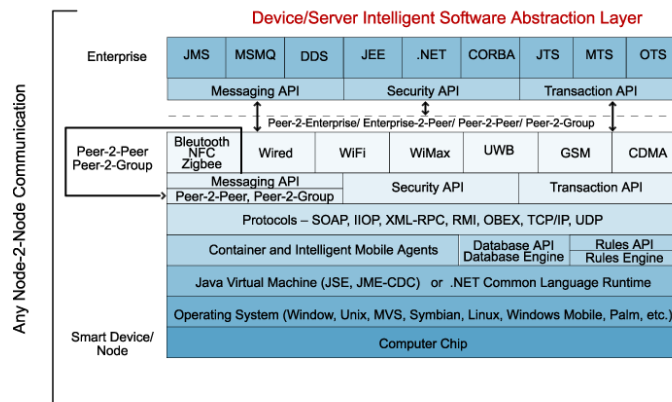 Device/Server Intelligent Software Abstraction Layer
Enterprise
JMS MSMQ DDS JEE .NET CORBA JTS MTS OTS
Messaging API Security API Transaction API
Peer-2-Enterprise/ Enterprise-2-Peer/ Peer-2-Peer/ Peer-2-Group
Any Node-2-Node Communication
Peer-2-Peer
Peer-2-Group
Bleutooth
NFC
Zigbee
Wired WiFi WiMax UWB GSM CDMA
Messaging API
Peer-2-Peer, Peer-2-Group
Security API Transaction API
Protocols – SOAP, IIOP, XML-RPC, RMI, OBEX, TCP/IP, UDP
Container and Intelligent Mobile Agents
Database API
Database Engine
Rules API
Rules Engine
Java Virtual Machine (JSE, JME-CDC) or .NET Common Language Runtime
Operating System (Window, Unix, MVS, Symbian, Linux, Windows Mobile, Palm, etc.)
Smart Device/
Node
Computer Chip